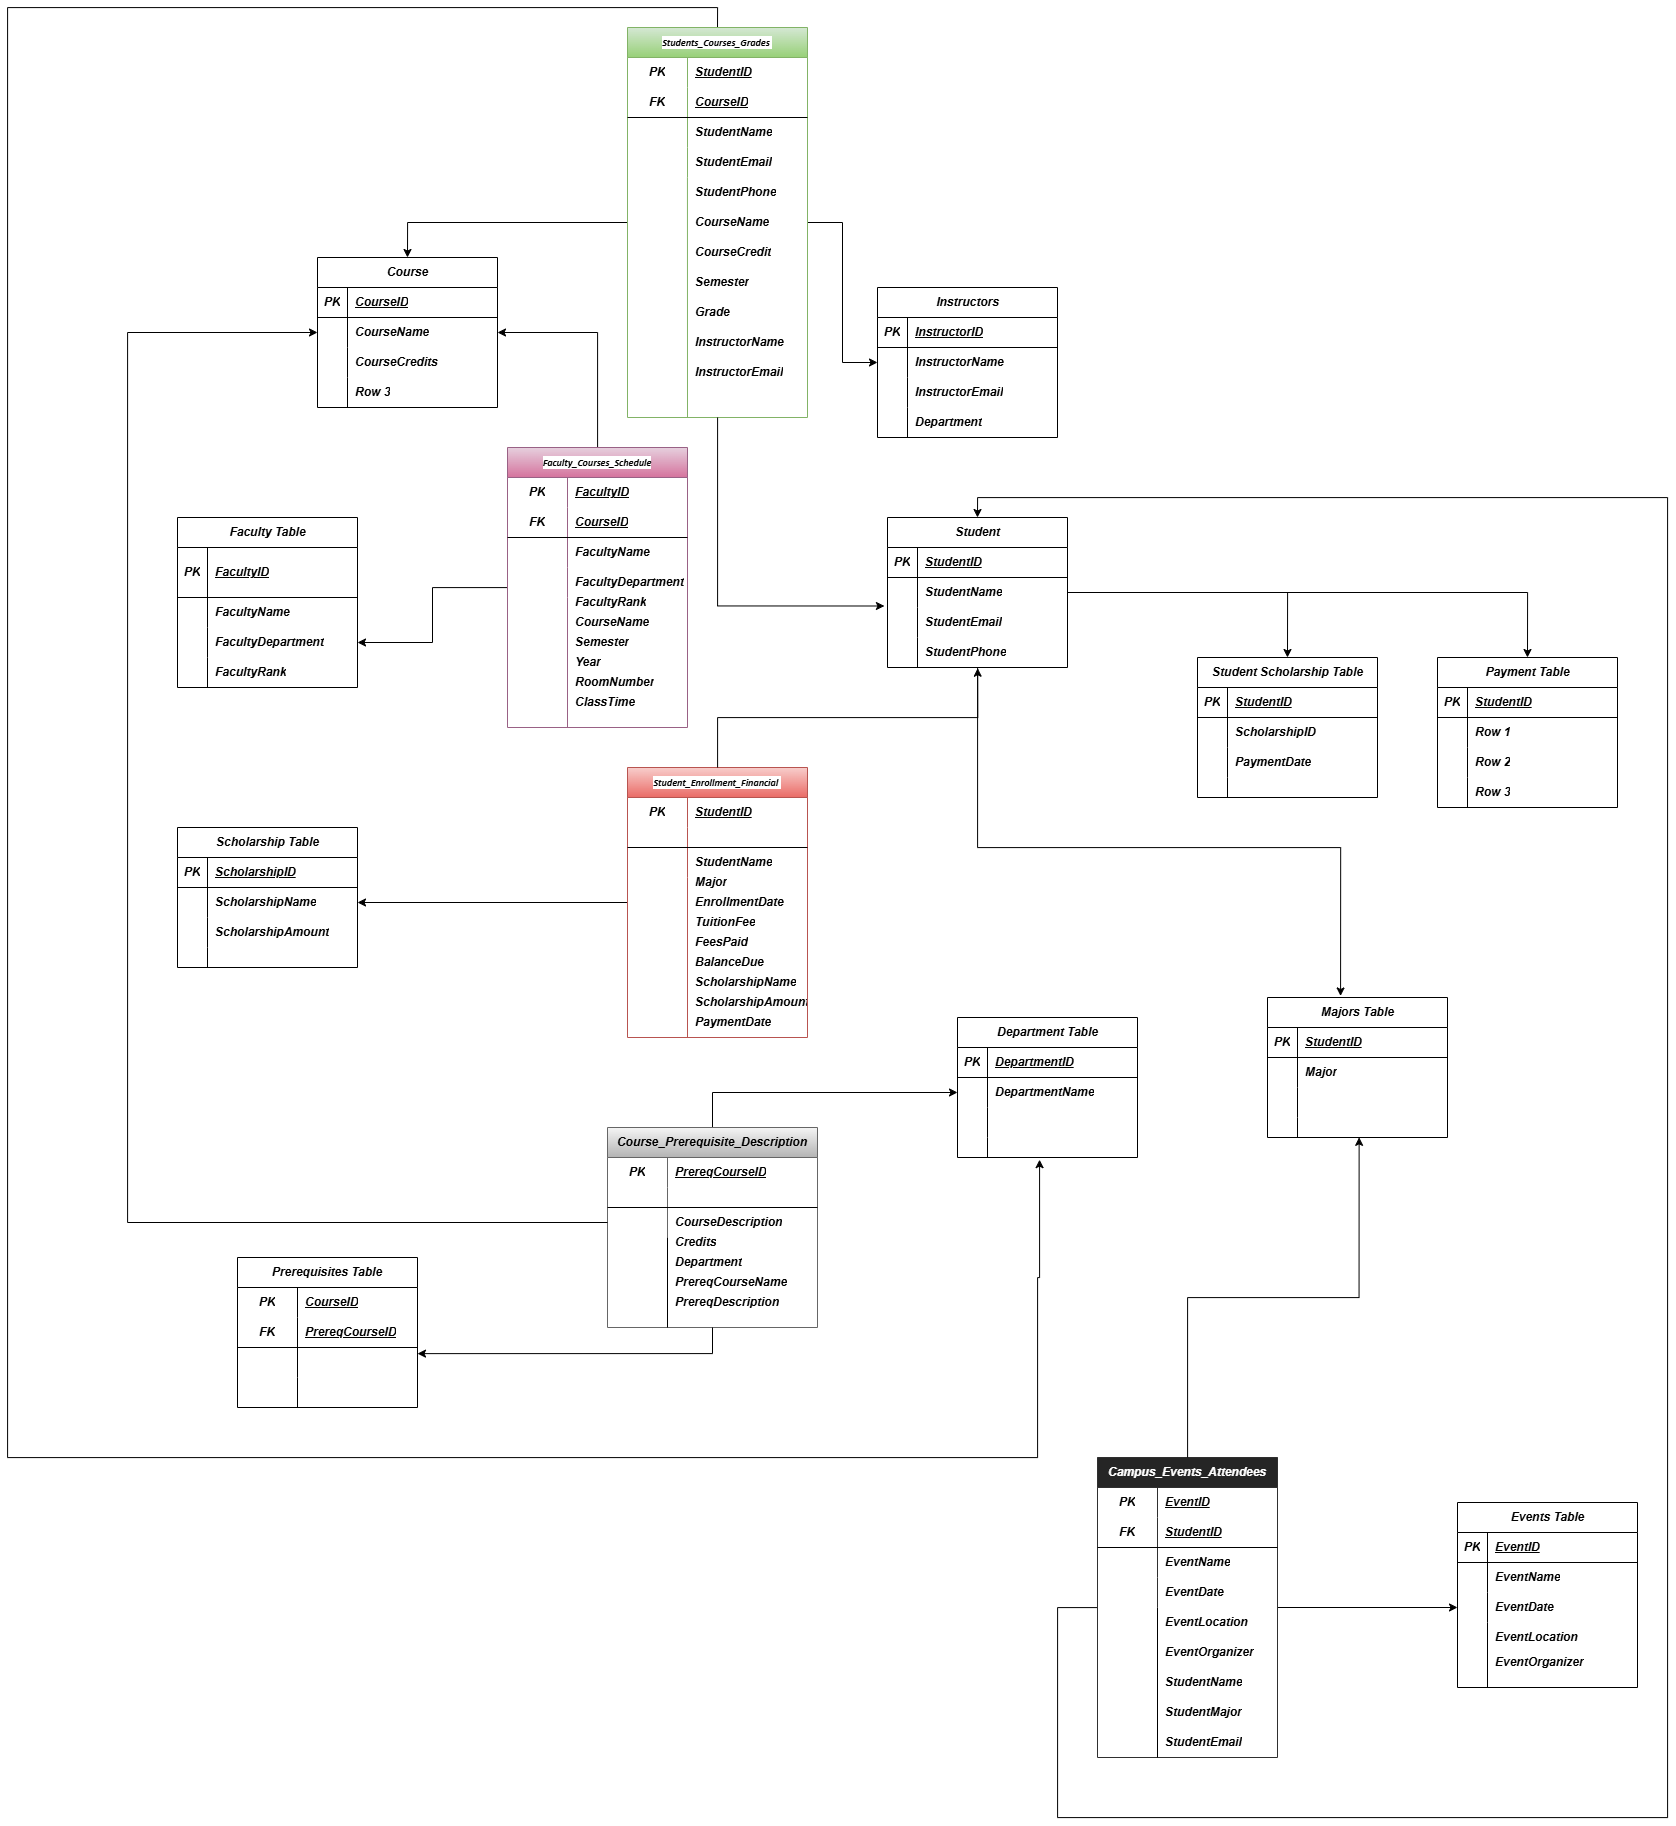 Students_Courses_Grades
PK StudentID
FK CourseID
StudentName
StudentEmail
StudentPhone
CourseName
CourseCredit
Semester
Grade
InstructorName
InstructorEmail
Course
PK CourseID
CourseName
CourseCredits
Row 3
Instructors
PK InstructorID
InstructorName
InstructorEmail
Department
Faculty_Courses_Schedule
PK FacultyID
FK CourseID
FacultyName
FacultyDepartment
FacultyRank
CourseName
Semester
Year
RoomNumber
ClassTime
Faculty Table
PK FacultyID
FacultyName
FacultyDepartment
FacultyRank
Student
PK StudentID
StudentName
StudentEmail
StudentPhone
Student Scholarship Table
PK StudentID
ScholarshipID
PaymentDate
Payment Table
PK StudentID
Row 1
Row 2
Row 3
Student_Enrollment_Financial
PK StudentID
StudentName
Major
EnrollmentDate
TuitionFee
FeesPaid
BalanceDue
ScholarshipName
ScholarshipAmount
PaymentDate
Scholarship Table
PK ScholarshipID
ScholarshipName
ScholarshipAmount
Department Table
PK DepartmentID
DepartmentName
Majors Table
PK StudentID
Major
Course_Prerequisite_Description
PK PrereqCourseID
CourseDescription
Credits
Department
PrereqCourseName
PrereqDescription
Prerequisites Table
PK CourseID
FK PrereqCourseID
Campus_Events_Attendees
PK EventID
FK StudentID
EventName
EventDate
EventLocation
EventOrganizer
StudentName
StudentMajor
StudentEmail
Events Table
PK EventID
EventName
EventDate
EventLocation
EventOrganizer